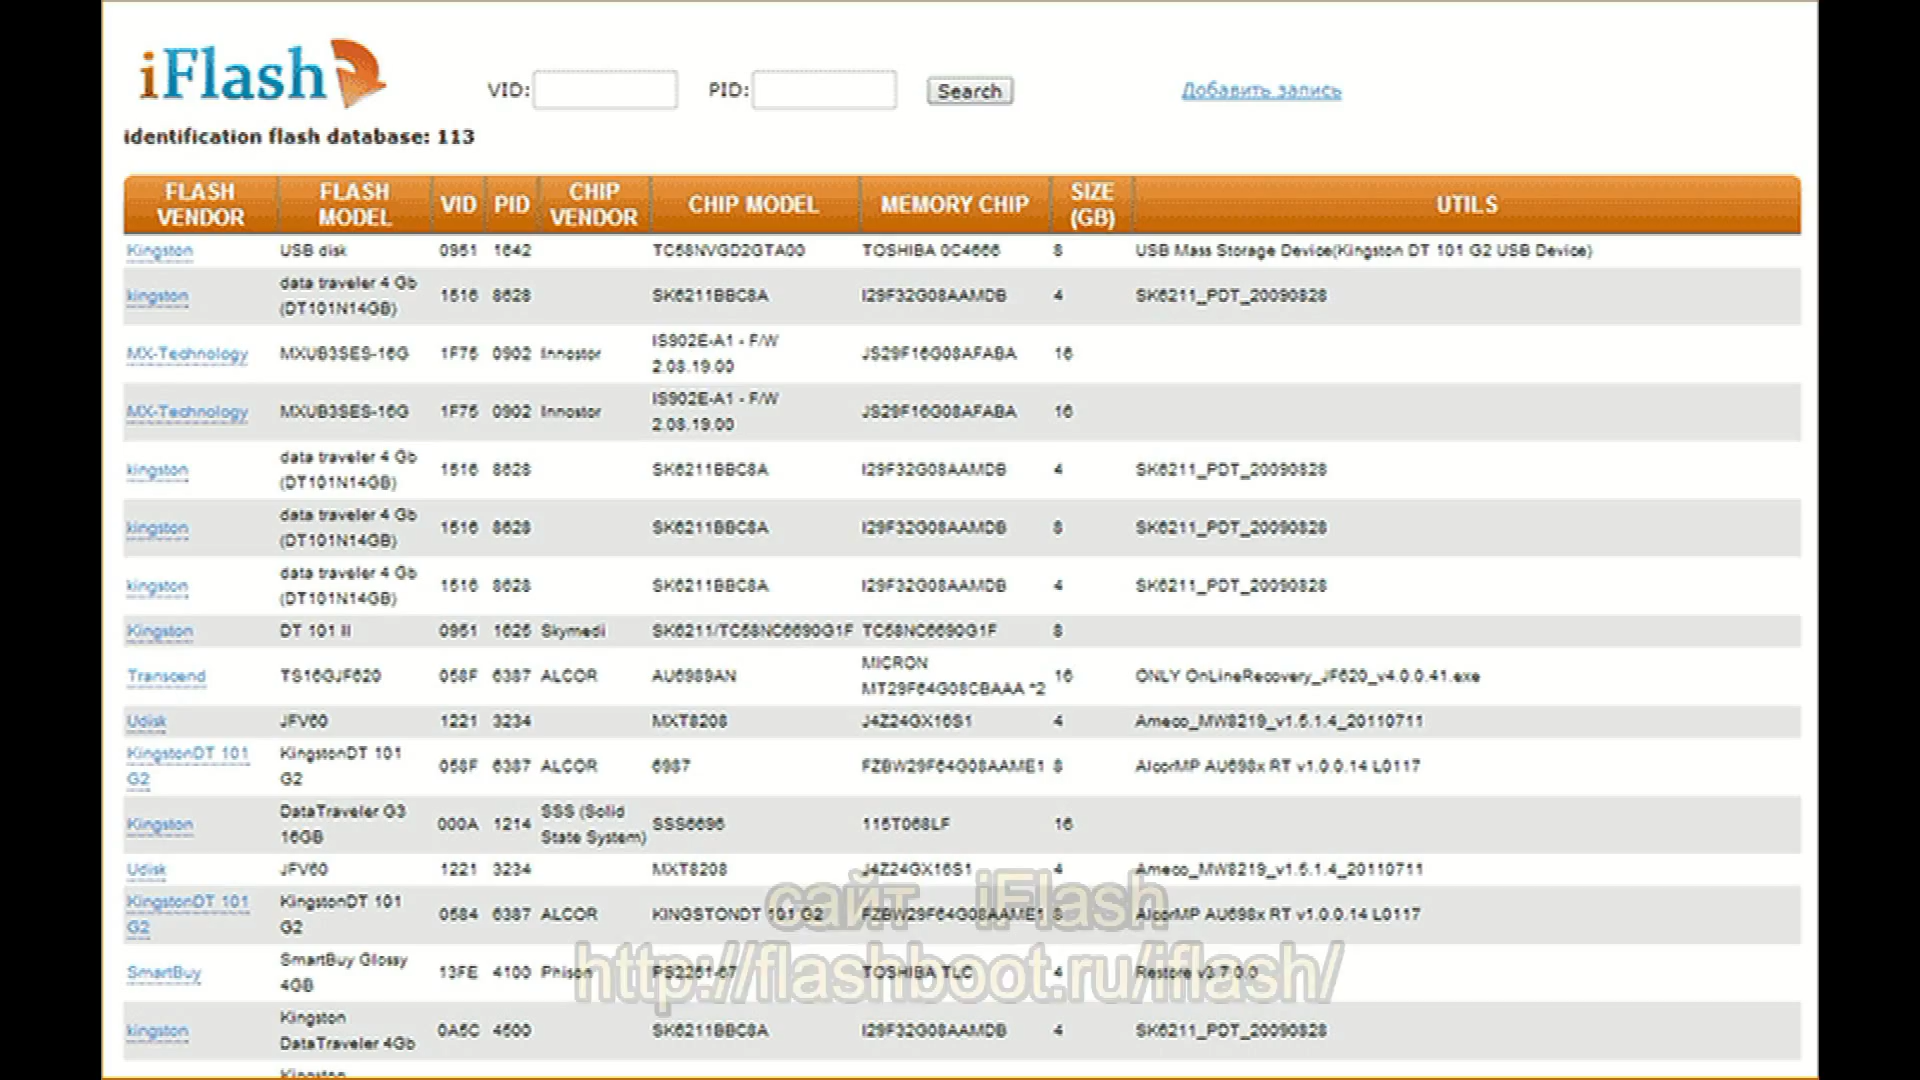 iFlash
VID: PID: Search Добавить запись
identification flash database: 113
FLASH VENDOR FLASH MODEL VID PID CHIP VENDOR CHIP MODEL MEMORY CHIP SIZE (GB) UTILS
Kingston USB disk 0951 1642 TC58NVGD2GTA00 TOSHIBA 0C4666 8 USB Mass Storage Device(Kingston DT 101 G2 USB Device)
kingston data traveler 4 Gb (DT101N14GB) 1516 8628 SK6211BBC8A I29F32G08AAMDB 4 SK6211_PDT_20090828
MX-Technology MXUB3SES-16G 1F75 0902 Innostor IS902E-A1 - F/W 2.08.19.00 JS29F16G08AFABA 16
MX-Technology MXUB3SES-16G 1F75 0902 Innostor IS902E-A1 - F/W 2.08.19.00 JS29F16G08AFABA 16
kingston data traveler 4 Gb (DT101N14GB) 1516 8628 SK6211BBC8A I29F32G08AAMDB 4 SK6211_PDT_20090828
kingston data traveler 4 Gb (DT101N14GB) 1516 8628 SK6211BBC8A I29F32G08AAMDB 8 SK6211_PDT_20090828
kingston data traveler 4 Gb (DT101N14GB) 1516 8628 SK6211BBC8A I29F32G08AAMDB 4 SK6211_PDT_20090828
Kingston DT 101 II 0951 1625 Skymedi SK6211/TC58NC6690G1F TC58NC6690G1F 8
Transcend TS16GJF620 058F 6387 ALCOR AU6989AN MICRON MT29F64G08CBAAA *2 16 ONLY OnLineRecovery_JF620_v4.0.0.41.exe
Udisk JFV60 1221 3234 MXT8208 J4Z24GX16S1 4 Ameco_MW8219_v1.5.1.4_20110711
KingstonDT 101 G2 KingstonDT 101 G2 058F 6387 ALCOR 6987 FZBW29F64G08AAME1 8 AlcorMP AU698x RT v1.0.0.14 L0117
Kingston DataTraveler G3 16GB 000A 1214 SSS (Solid State System) SSS6696 115T068LF 16
Udisk JFV60 1221 3234 MXT8208 J4Z24GX16S1 4 Ameco_MW8219_v1.5.1.4_20110711
KingstonDT 101 G2 KingstonDT 101 G2 0584 6387 ALCOR KINGSTONDT 101 G2 FZBW29F64G08AAME1 8 AlcorMP AU698x RT v1.0.0.14 L0117
SmartBuy SmartBuy Glossy 4GB 13FE 4100 Phison PS2251-67 TOSHIBA TLC 4 Restore v3.7.0.0
kingston Kingston DataTraveler 4Gb 0A5C 4500 SK6211BBC8A I29F32G08AAMDB 4 SK6211_PDT_20090828
Kingston
сайт iFlash
http://flashboot.ru/iflash/